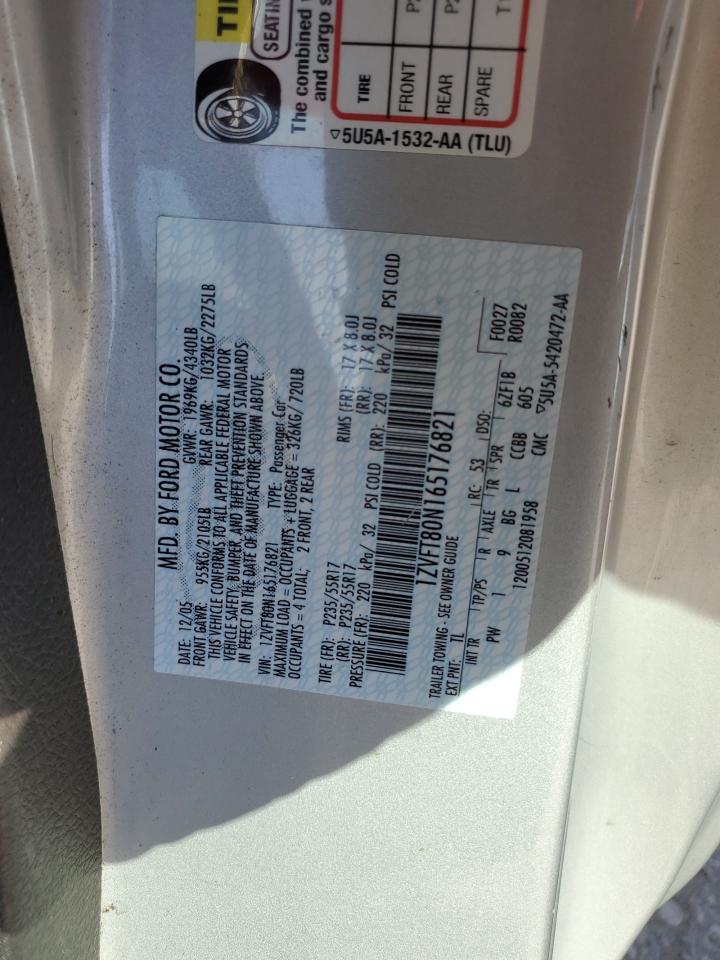 TI
SEATIN
The combined
and cargo s
TIRE
FRONT P2
REAR P2
SPARE T1
▽5U5A-1532-AA (TLU)
MFD. BY FORD MOTOR CO.
DATE: 12/05 GVWR: 1969KG/4340LB
FRONT GAWR: 955KG/2105LB REAR GAWR: 1032KG/2275LB
THIS VEHICLE CONFORMS TO ALL APPLICABLE FEDERAL MOTOR
VEHICLE SAFETY, BUMPER, AND THEFT PREVENTION STANDARDS
IN EFFECT ON THE DATE OF MANUFACTURE SHOWN ABOVE
VIN: 1ZVFT80N165176821 TYPE: Passenger Car
MAXIMUM LOAD = OCCUPANTS + LUGGAGE = 326KG/720LB
OCCUPANTS = 4 TOTAL; 2 FRONT, 2 REAR
TIRE (FR): P235/55R17 RIMS (FR): 17 X 8.0J
(RR): P235/55R17 (RR): 17 X 8.0J
PRESSURE (FR): 220 kPa/ 32 PSI COLD (RR): 220 kPa/ 32 PSI COLD
1ZVFT80N165176821
TRAILER TOWING - SEE OWNER GUIDE F0027
EXT PNT: TL RC: 53 DSO: R0082
INT TR TP/PS R AXLE TR SPR 6ZF1B
PW 1 9 BG L CCBB 605
1200512081958 CMC ▽5U5A-5420472-AA